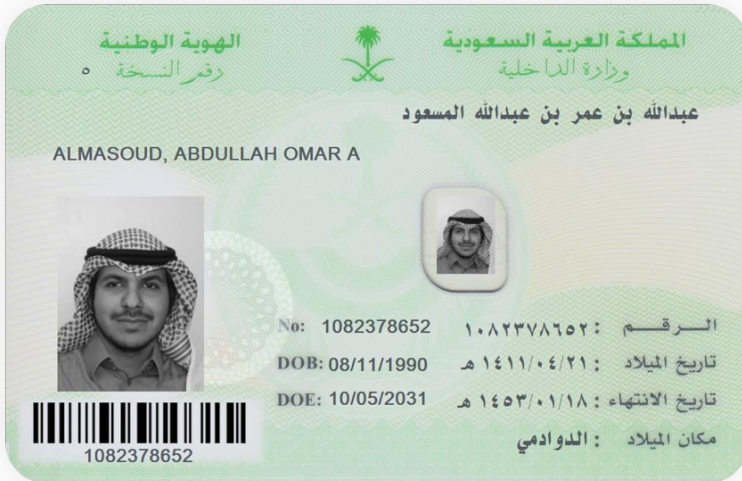 المملكة العربية السعودية
وزارة الداخلية
الهوية الوطنية
رقم النسخة ٥
عبدالله بن عمر بن عبدالله المسعود
ALMASOUD, ABDULLAH OMAR A
الرقم : ١٠٨٢٣٧٨٦٥٢ No: 1082378652
تاريخ الميلاد : ١٤١١/٠٤/٢١ هـ DOB: 08/11/1990
تاريخ الانتهاء : ١٤٥٣/٠١/١٨ هـ DOE: 10/05/2031
مكان الميلاد : الدوادمي
1082378652